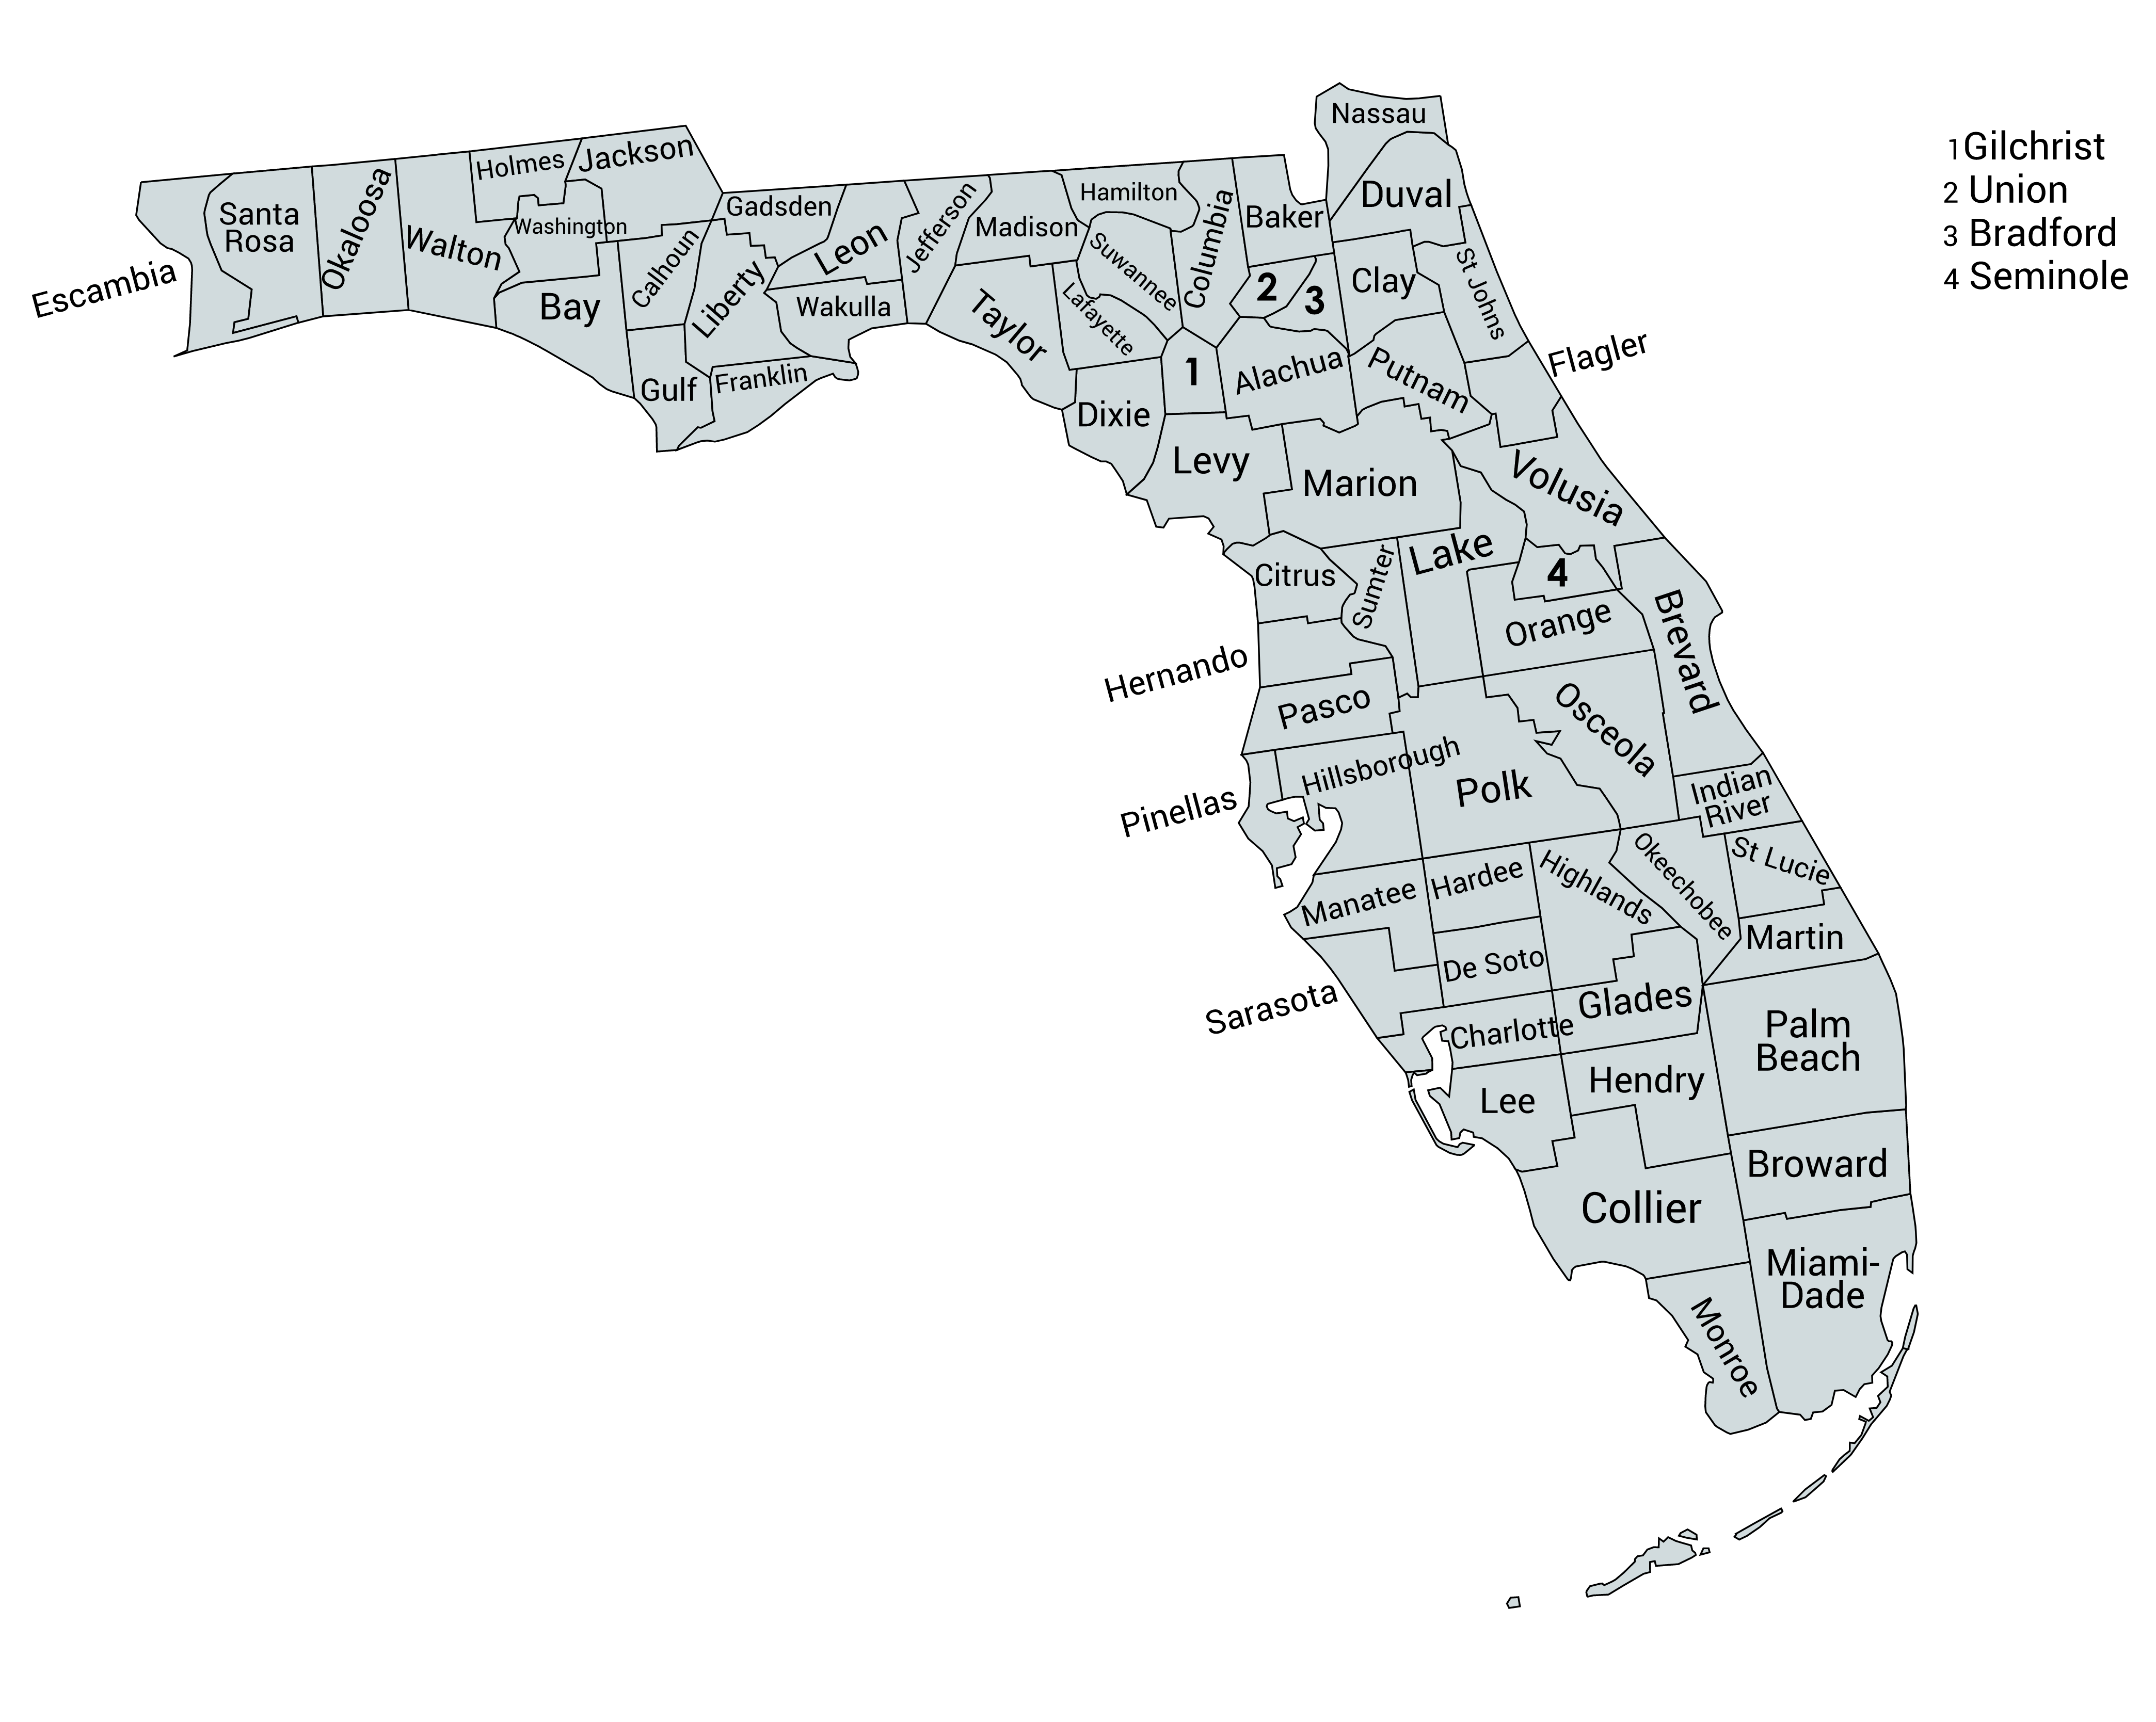 Nassau
1Gilchrist
2 Union
3 Bradford
4 Seminole
Holmes
Jackson
Santa
Rosa
Okaloosa
Walton
Washington
Escambia
Bay
Calhoun
Gulf
Liberty
Gadsden
Franklin
Leon
Wakulla
Jefferson
Madison
Taylor
Hamilton
Suwannee
Lafayette
Columbia
Baker
Duval
2
3
Clay
St Johns
Flagler
1
Alachua
Putnam
Dixie
Levy
Marion
Volusia
Citrus
Sumter
Lake
4
Orange
Brevard
Hernando
Pasco
Osceola
Pinellas
Hillsborough
Polk
Indian
River
Manatee
Hardee
Highlands
Okeechobee
St Lucie
Sarasota
De Soto
Martin
Charlotte
Glades
Palm
Beach
Lee
Hendry
Collier
Broward
Miami-
Dade
Monroe